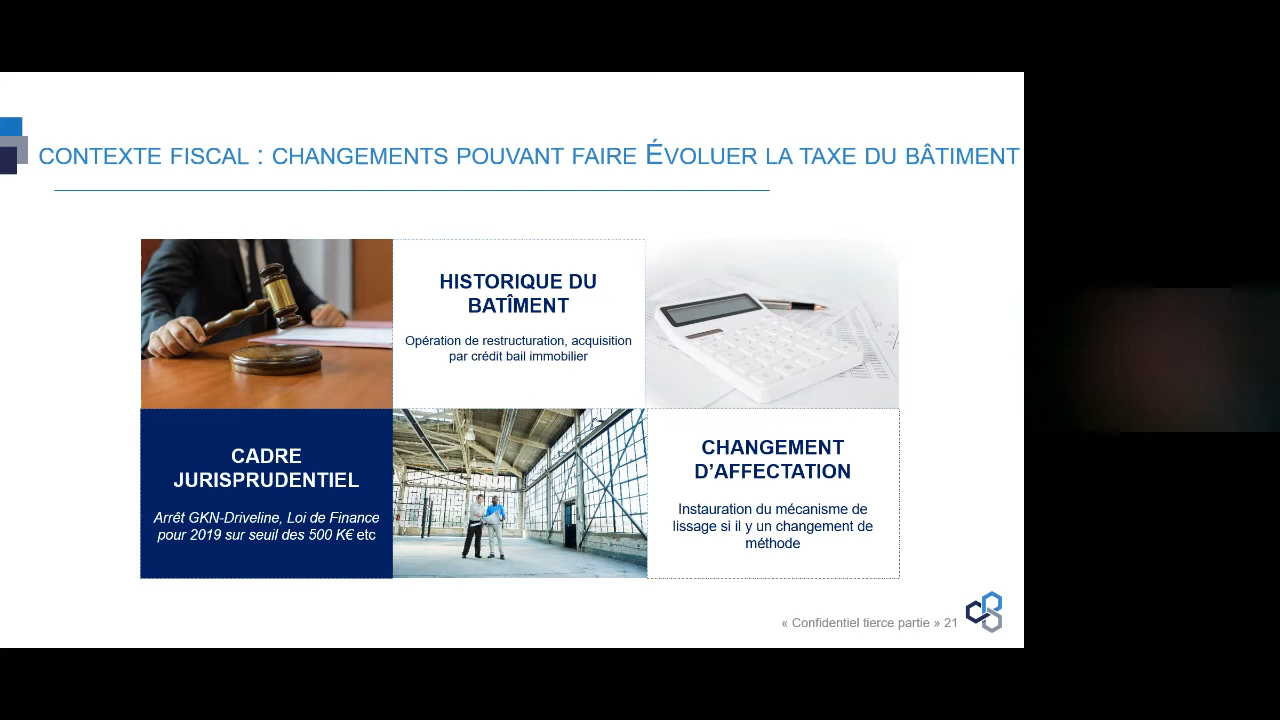 CONTEXTE FISCAL : CHANGEMENTS POUVANT FAIRE ÉVOLUER LA TAXE DU BÂTIMENT
HISTORIQUE DU
BATÎMENT
Opération de restructuration, acquisition
par crédit bail immobilier
CADRE
JURISPRUDENTIEL
Arrêt GKN-Driveline, Loi de Finance
pour 2019 sur seuil des 500 K€ etc
CHANGEMENT
D’AFFECTATION
Instauration du mécanisme de
lissage si il y un changement de
méthode
« Confidentiel tierce partie » 21